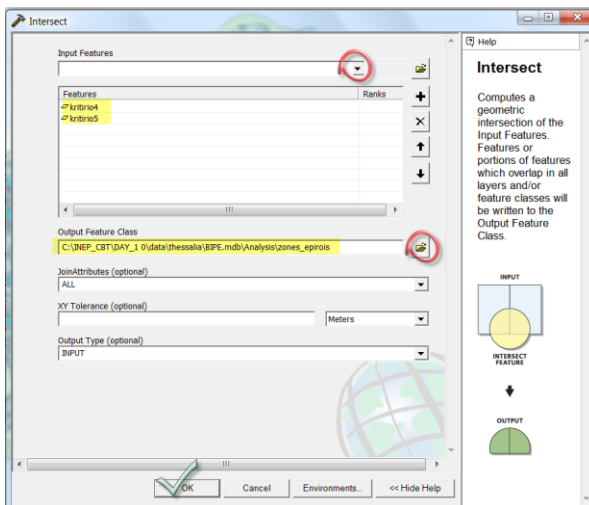 Intersect
Input Features
Features Ranks
kritirio4
kritirio5
Output Feature Class
C:\INEP_CBT\DAY_1 0\data\thessalia\BIPE.mdb\Analysis\zones_epirois
JoinAttributes (optional)
ALL
XY Tolerance (optional)
Meters
Output Type (optional)
INPUT
OK Cancel Environments... << Hide Help
Help
Intersect
Computes a
geometric
intersection of the
Input Features.
Features or
portions of features
which overlap in all
layers and/or
feature classes will
be written to the
Output Feature
Class.
INPUT
INTERSECT
FEATURE
OUTPUT